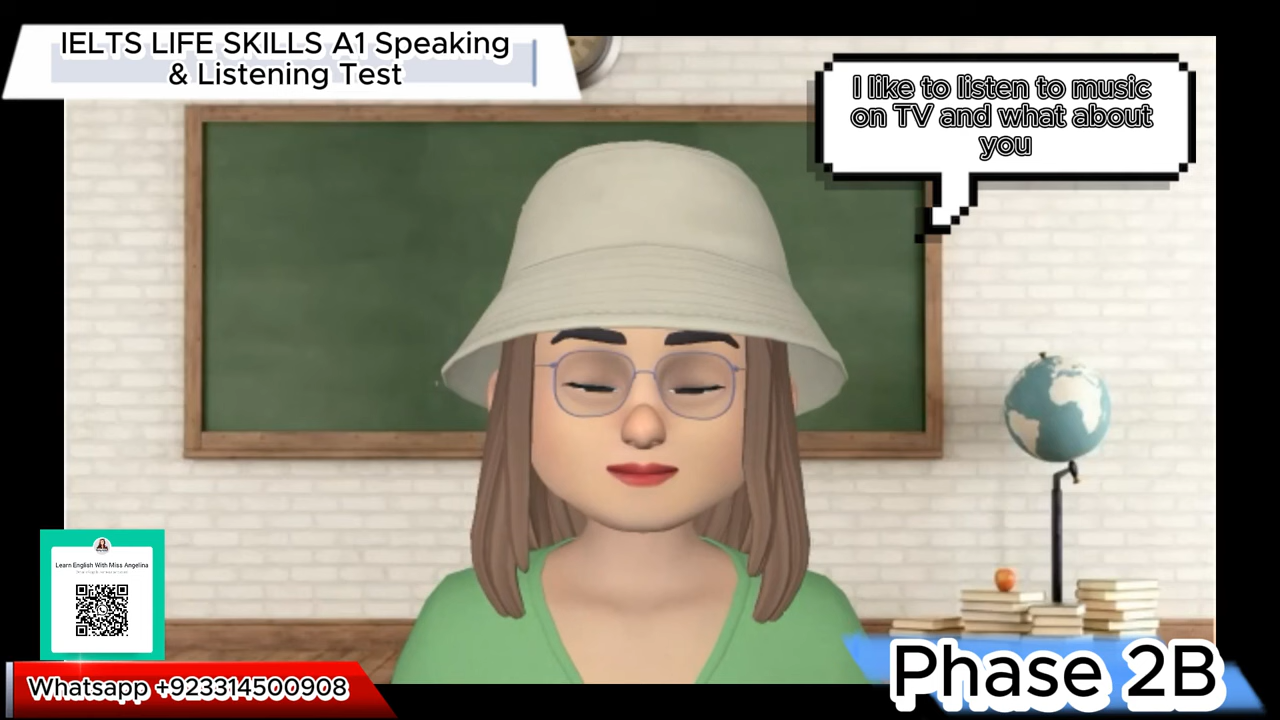 IELTS LIFE SKILLS A1 Speaking
& Listening Test
I like to listen to music
on TV and what about
you
Learn English With Miss Angelina
Whatsapp +923314500908
Phase 2B